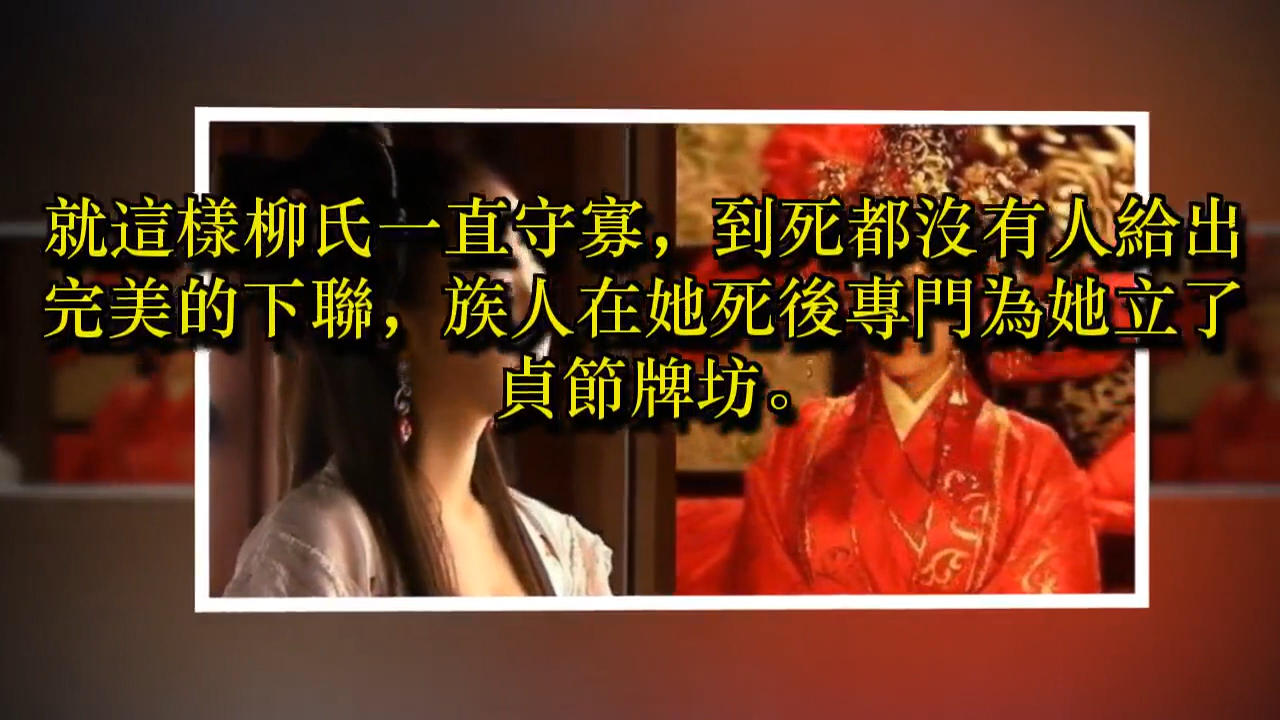 就這樣柳氏一直守寡，到死都沒有人給出
完美的下聯，族人在她死後專門為她立了
貞節牌坊。